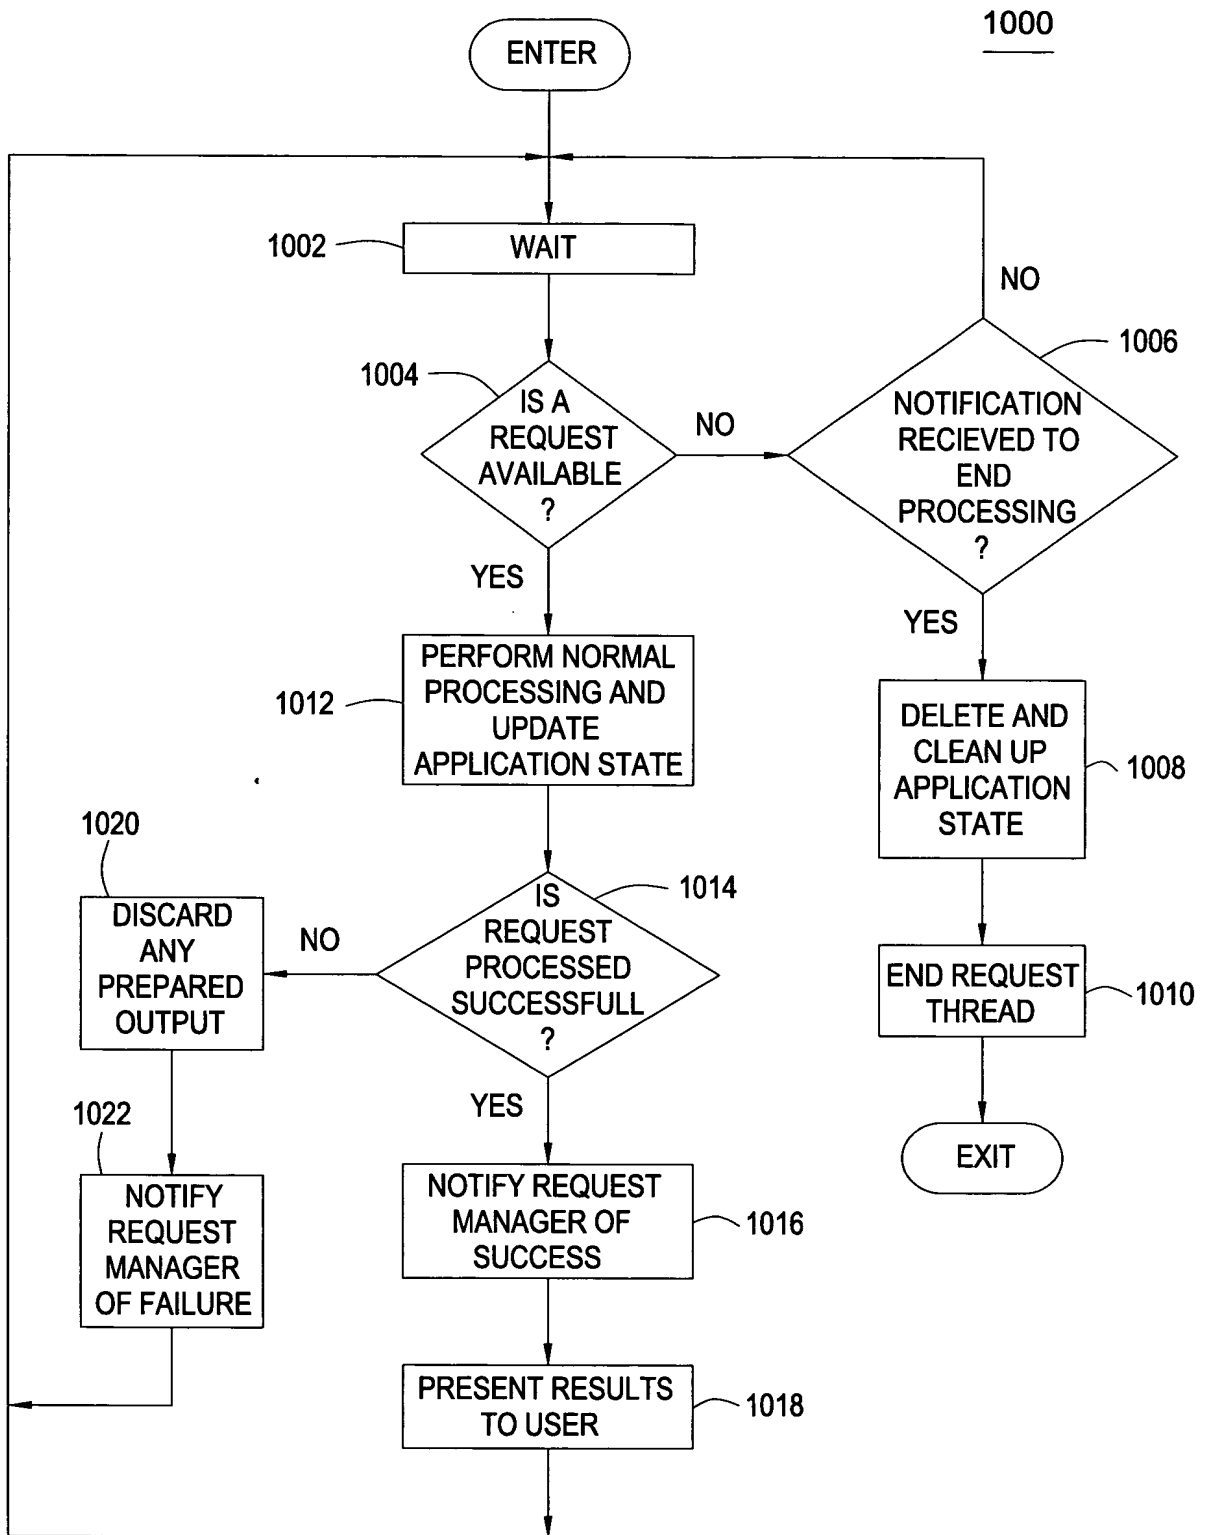 1000
ENTER
1002
WAIT
NO
1006
1004
IS A
REQUEST
AVAILABLE
?
NO
NOTIFICATION
RECIEVED TO
END
PROCESSING
?
YES
YES
1012
PERFORM NORMAL
PROCESSING AND
UPDATE
APPLICATION STATE
DELETE AND
CLEAN UP
APPLICATION
STATE
1008
1020
DISCARD
ANY
PREPARED
OUTPUT
NO
IS
REQUEST
PROCESSED
SUCCESSFULL
?
1014
END REQUEST
THREAD
1010
YES
EXIT
1022
NOTIFY
REQUEST
MANAGER
OF FAILURE
NOTIFY REQUEST
MANAGER OF
SUCCESS
1016
PRESENT RESULTS
TO USER
1018